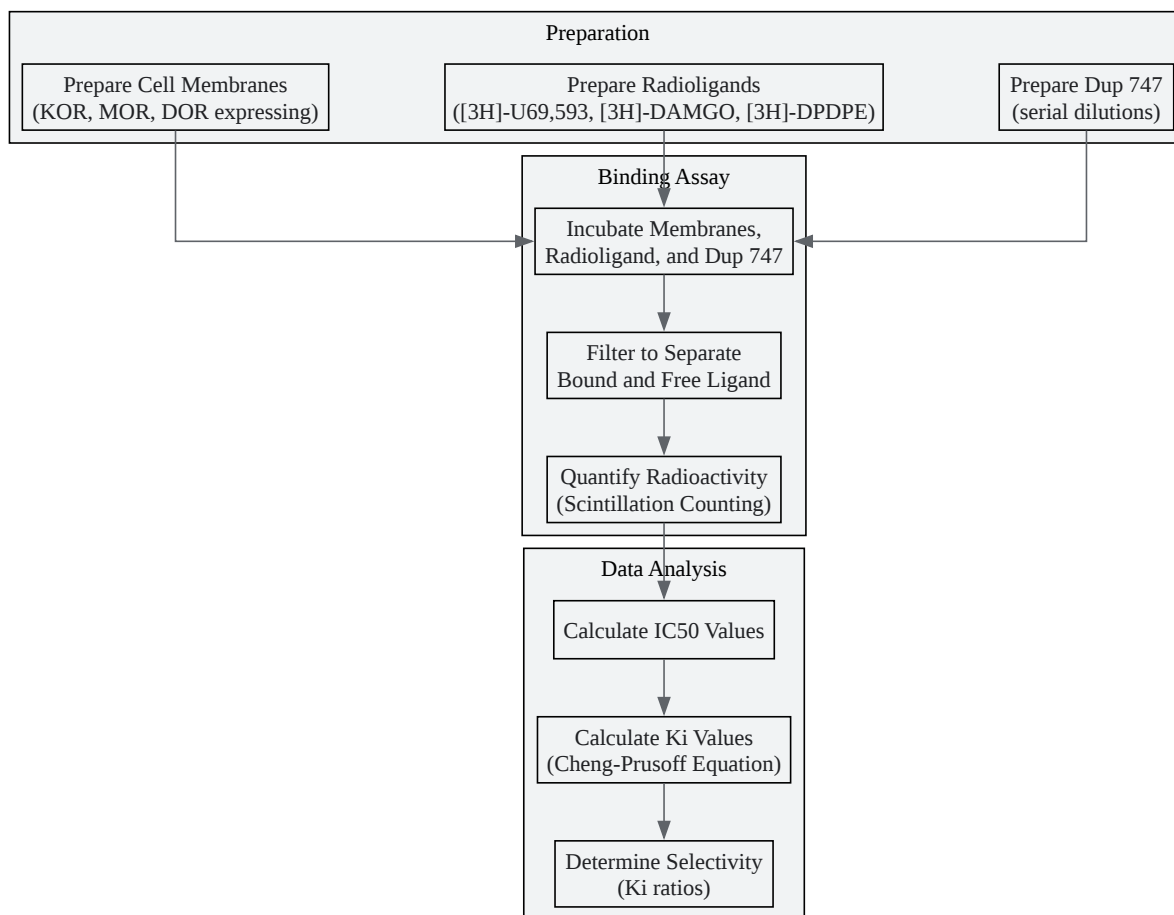 Preparation
Prepare Cell Membranes
(KOR, MOR, DOR expressing)
Prepare Radioligands
([3H]-U69,593, [3H]-DAMGO, [3H]-DPDPE)
Prepare Dup 747
(serial dilutions)
Binding Assay
Incubate Membranes,
Radioligand, and Dup 747
Filter to Separate
Bound and Free Ligand
Quantify Radioactivity
(Scintillation Counting)
Data Analysis
Calculate IC50 Values
Calculate Ki Values
(Cheng-Prusoff Equation)
Determine Selectivity
(Ki ratios)